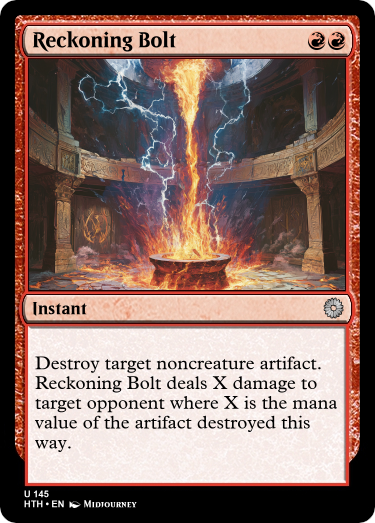 Reckoning Bolt
Instant
Destroy target noncreature artifact.
Reckoning Bolt deals X damage to
target opponent where X is the mana
value of the artifact destroyed this
way.
U 145
HTH • EN Midjourney